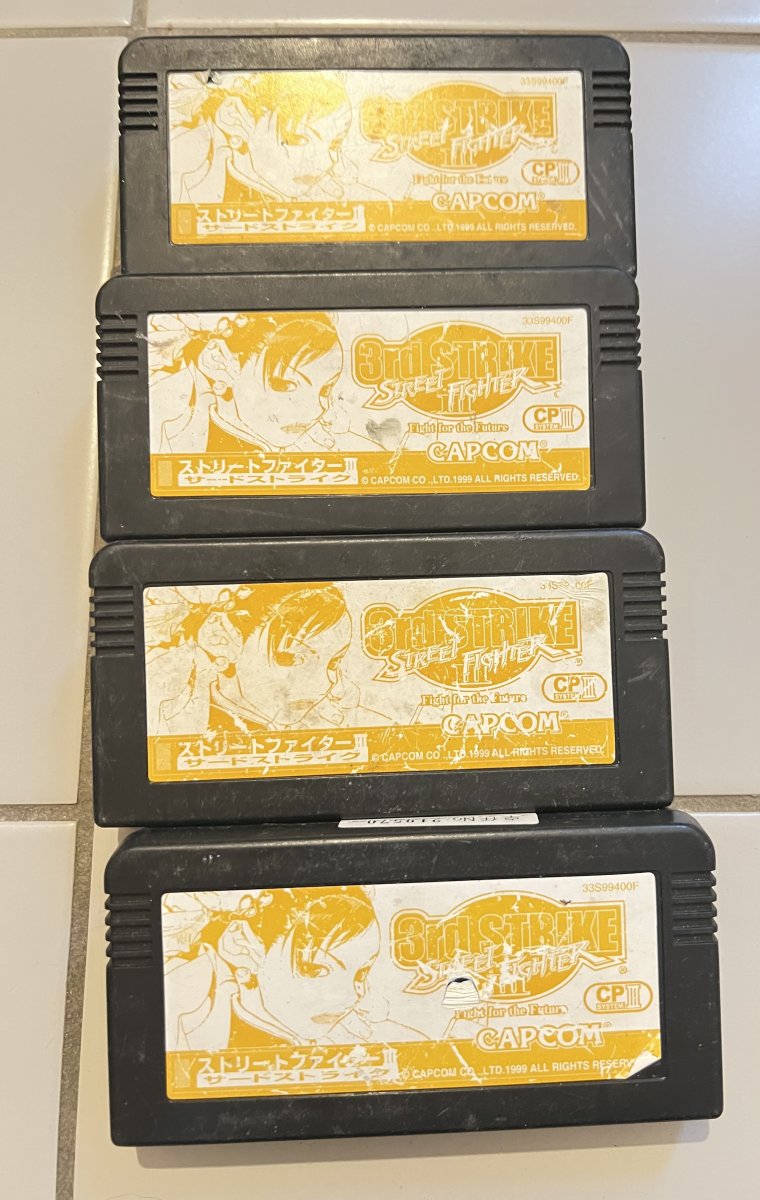 33S99400F
3rd STRIKE
STREET FIGHTER
III
Fight for the Future
CP III
SYSTEM
CAPCOM
ストリートファイターIII
サードストライク
© CAPCOM CO.,LTD.1999 ALL RIGHTS RESERVED.
33S99400F
3rd STRIKE
STREET FIGHTER
III
Fight for the Future
CP III
SYSTEM
CAPCOM®
ストリートファイターIII
サードストライク
© CAPCOM CO.,LTD.1999 ALL RIGHTS RESERVED.
3rd STRIKE
STREET FIGHTER
III
®
Fight for the Future
CP III
SYSTEM
CAPCOM®
ストリートファイターIII
サードストライク
© CAPCOM CO.,LTD.1999 ALL RIGHTS RESERVED.
33S99400F
3rd STRIKE
STREET FIGHTER
III
®
Fight for the Future
CP III
SYSTEM
CAPCOM®
ストリートファイターIII
サードストライク
© CAPCOM CO.,LTD.1999 ALL RIGHTS RESERV